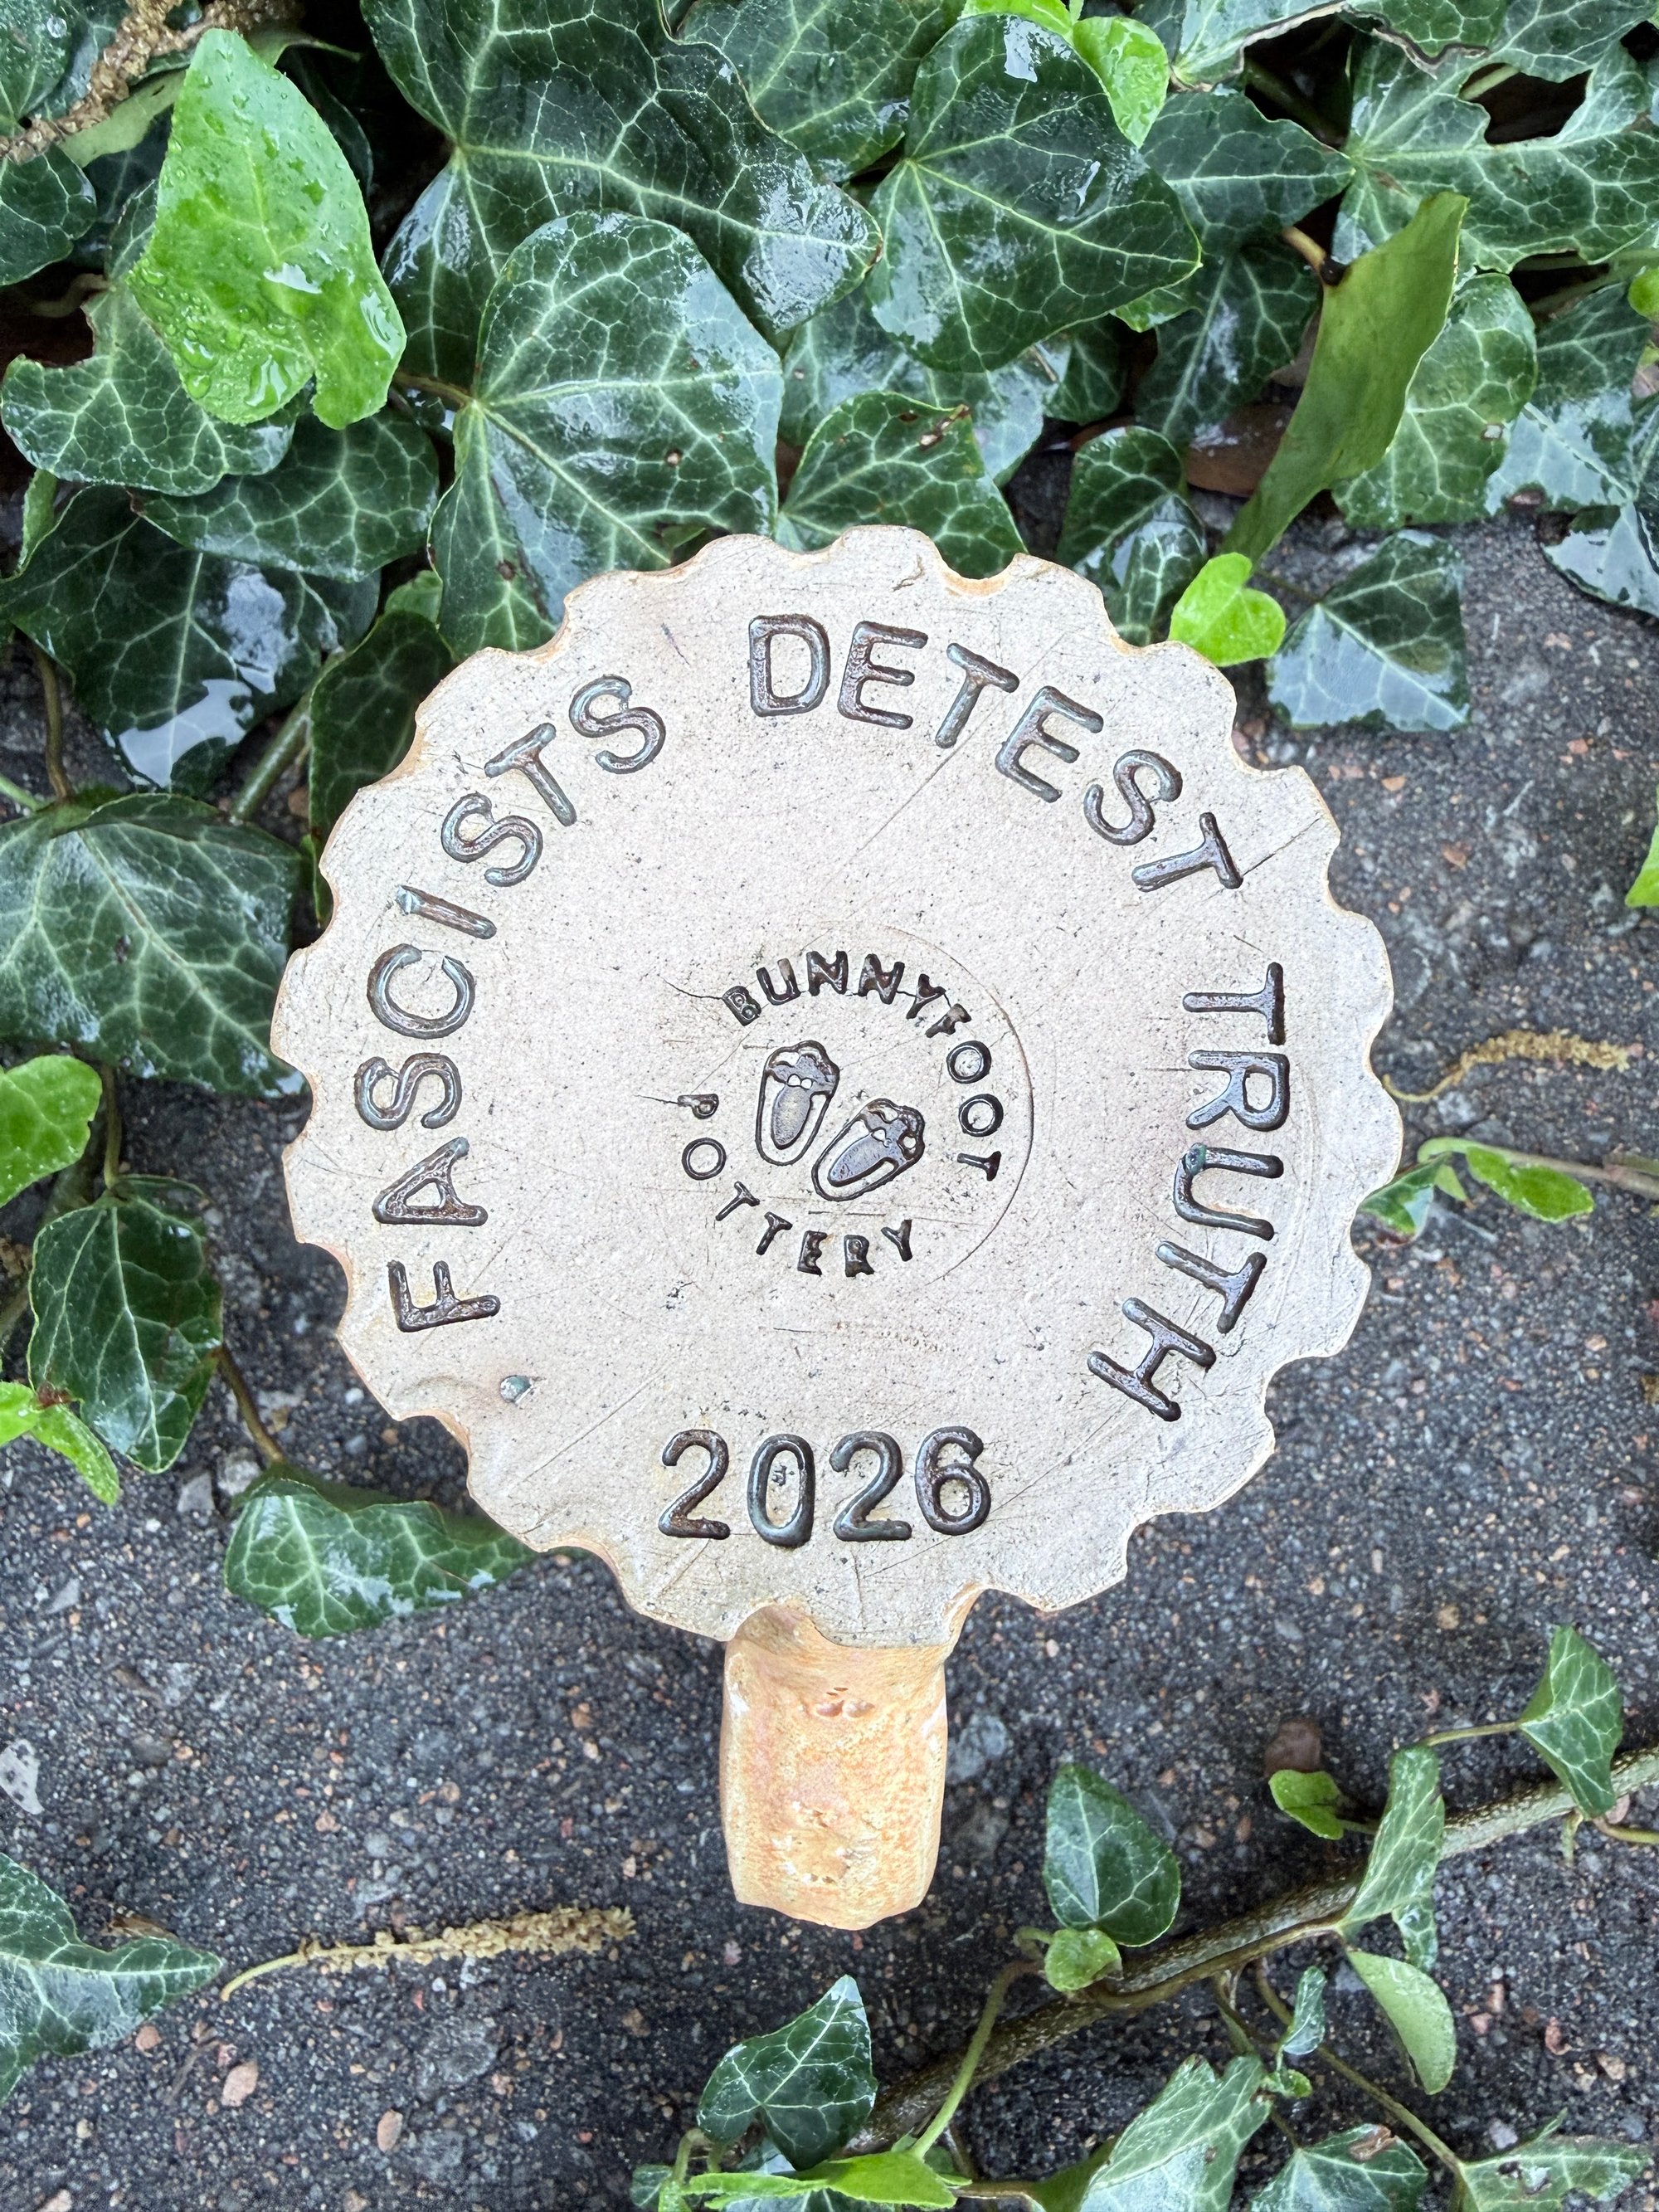 FASCISTS DETEST TRUTH
2026
BUNNYFOOT
POTTERY